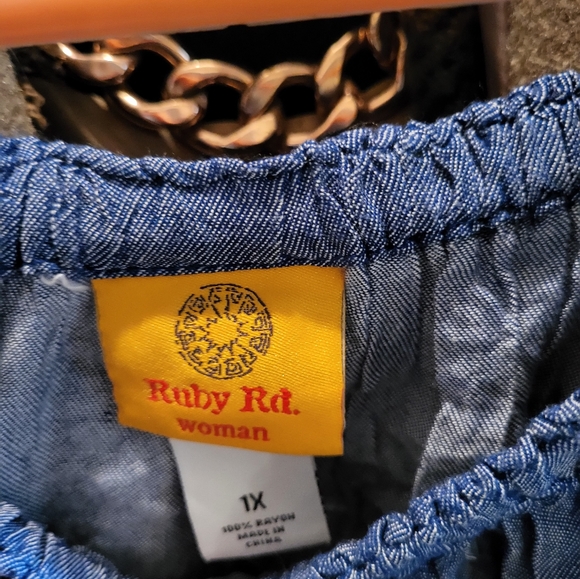 Ruby Rd.
woman
1X
100% RAYON
MADE IN
CHINA